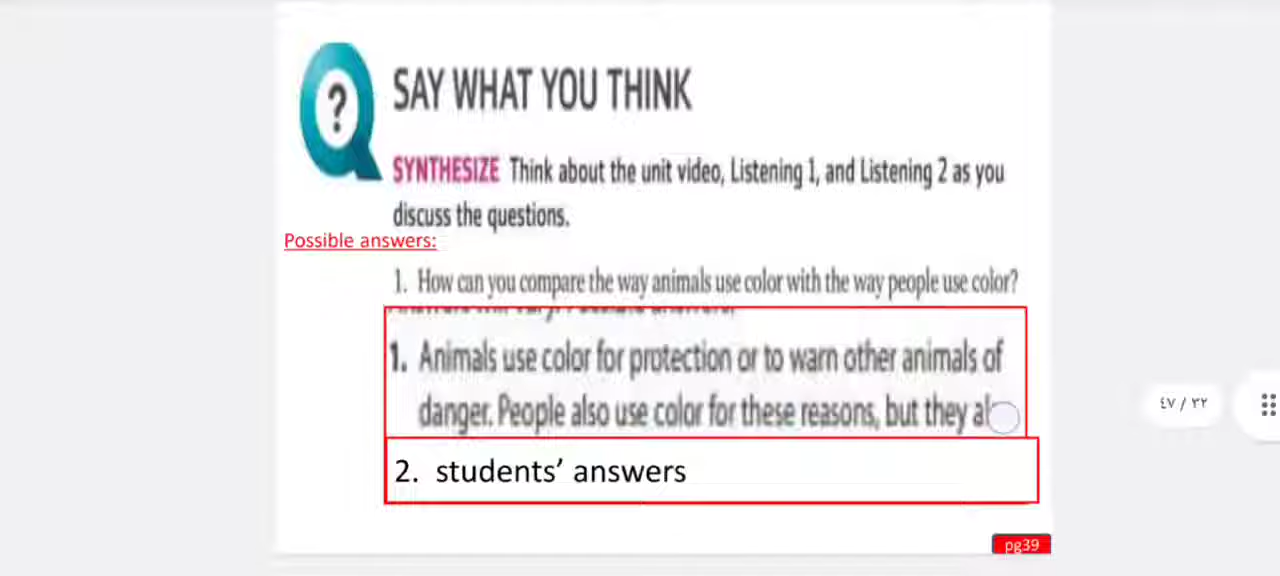 ?
SAY WHAT YOU THINK
SYNTHESIZE Think about the unit video, Listening 1, and Listening 2 as you
discuss the questions.
Possible answers:
1. How can you compare the way animals use color with the way people use color?
1. Animals use color for protection or to warn other animals of
danger. People also use color for these reasons, but they
٤٧ / ٣٢
2. students’ answers
pg39